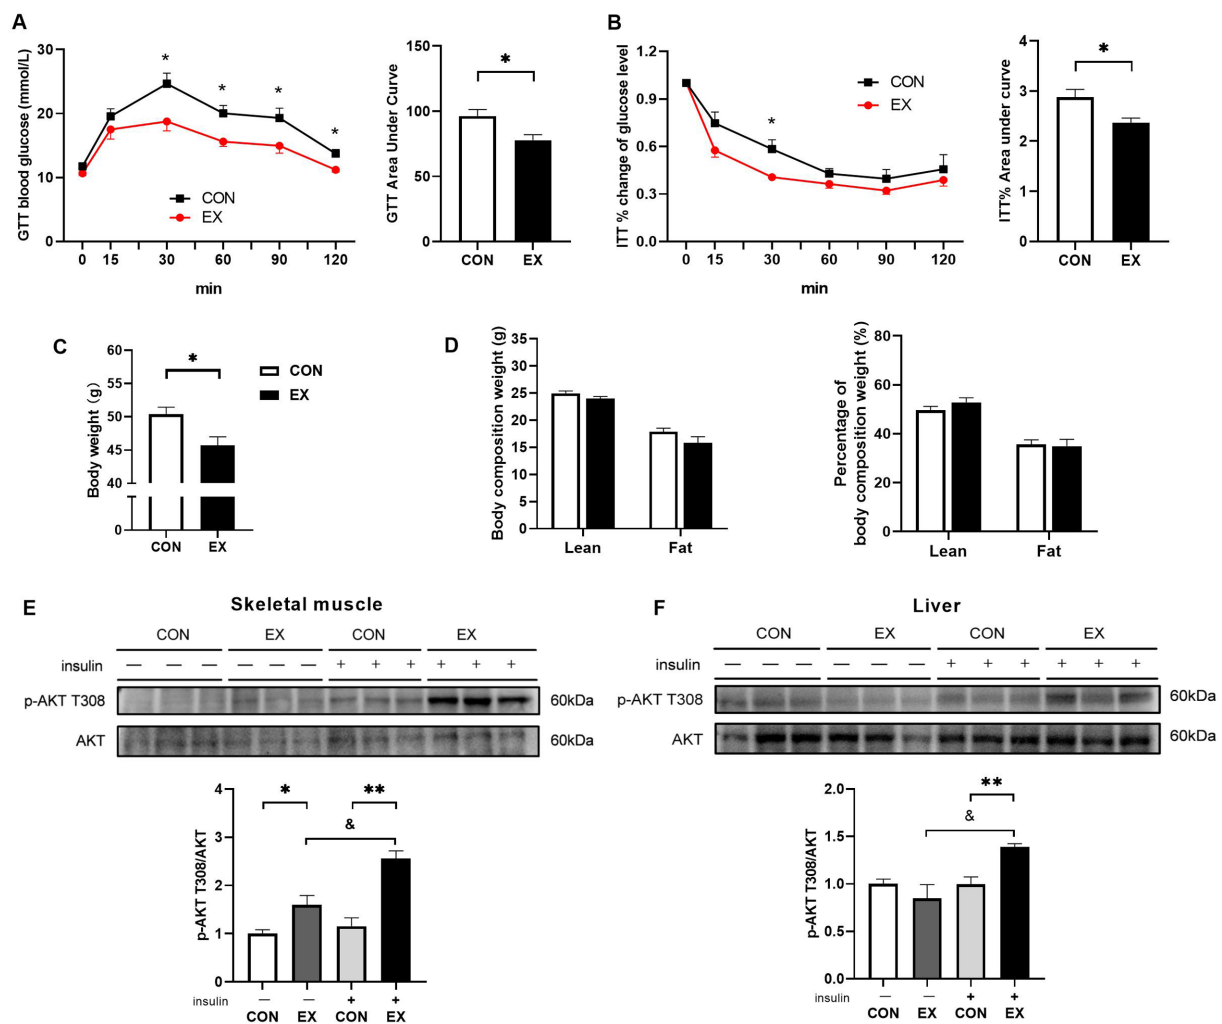 A
GTT blood glucose (mmol/L)
30
20
10
0
*
*
*
*
CON
EX
0 15 30 60 90 120
min
GTT Area Under Curve
150
100
50
0
*
CON EX
B
ITT % change of glucose level
1.2
0.9
0.6
0.3
0.0
*
CON
EX
0 15 30 60 90 120
min
ITT% Area under curve
4
3
2
1
0
*
CON EX
C
Body weight (g)
60
55
50
45
40
0
*
CON EX
CON
EX
D
Body composition weight (g)
35
30
25
20
15
10
5
0
Lean Fat
Percentage of
body composition weight (%)
80
60
40
20
0
Lean Fat
E
Skeletal muscle
CON EX CON EX
insulin — — — — — — + + + + + +
p-AKT T308 60kDa
AKT 60kDa
p-AKT T308/AKT
4
3
2
1
0
* **
&
insulin — — + +
CON EX CON EX
F
Liver
CON EX CON EX
insulin — — — — — — + + + + + +
p-AKT T308 60kDa
AKT 60kDa
p-AKT T308/AKT
2.0
1.5
1.0
0.5
0.0
**
&
insulin — — + +
CON EX CON EX